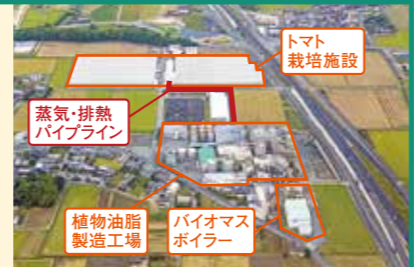 トマト
栽培施設
蒸気・排熱
パイプライン
植物油脂
製造工場
バイオマス
ボイラー